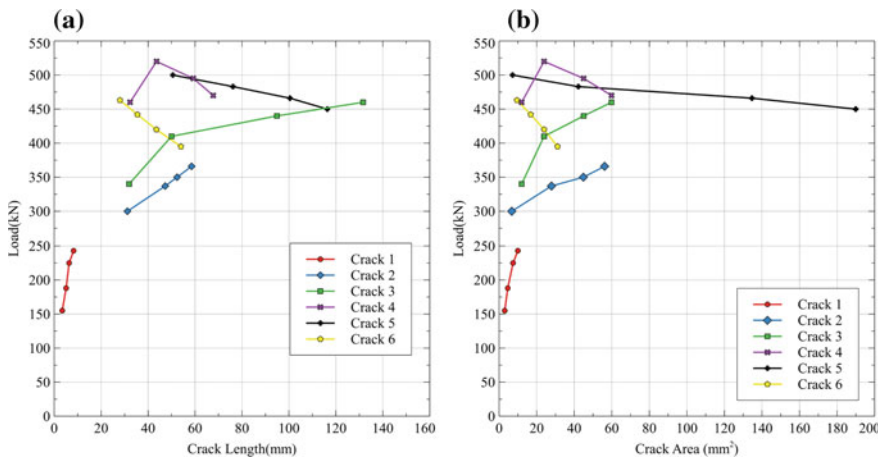 (a)
550
500
450
400
350
300
250
200
150
100
50
0
Load(kN)
0 20 40 60 80 100 120 140 160
Crack Length(mm)
Crack 1
Crack 2
Crack 3
Crack 4
Crack 5
Crack 6
(b)
550
500
450
400
350
300
250
200
150
100
50
0
Load(kN)
0 20 40 60 80 100 120 140 160 180 200
Crack Area (mm²)
Crack 1
Crack 2
Crack 3
Crack 4
Crack 5
Crack 6